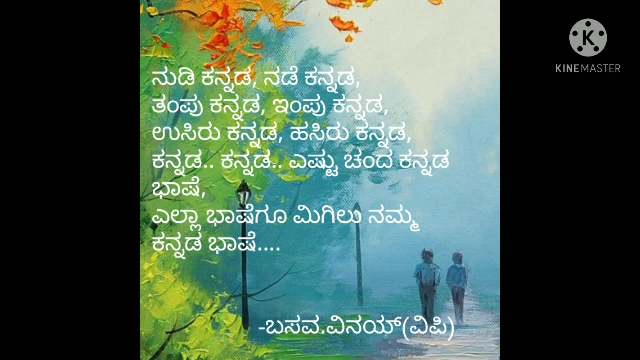 ನುಡಿ ಕನ್ನಡ, ನಡೆ ಕನ್ನಡ,
ತಂಪು ಕನ್ನಡ, ಇಂಪು ಕನ್ನಡ,
ಉಸಿರು ಕನ್ನಡ, ಹಸಿರು ಕನ್ನಡ,
ಕನ್ನಡ.. ಕನ್ನಡ.. ಎಷ್ಟು ಚಂದ ಕನ್ನಡ
ಭಾಷೆ,
ಎಲ್ಲಾ ಭಾಷೆಗೂ ಮಿಗಿಲು ನಮ್ಮ
ಕನ್ನಡ ಭಾಷೆ....
-ಬಸವ.ವಿನಯ್(ವಿಪಿ)
K
KINEMASTER